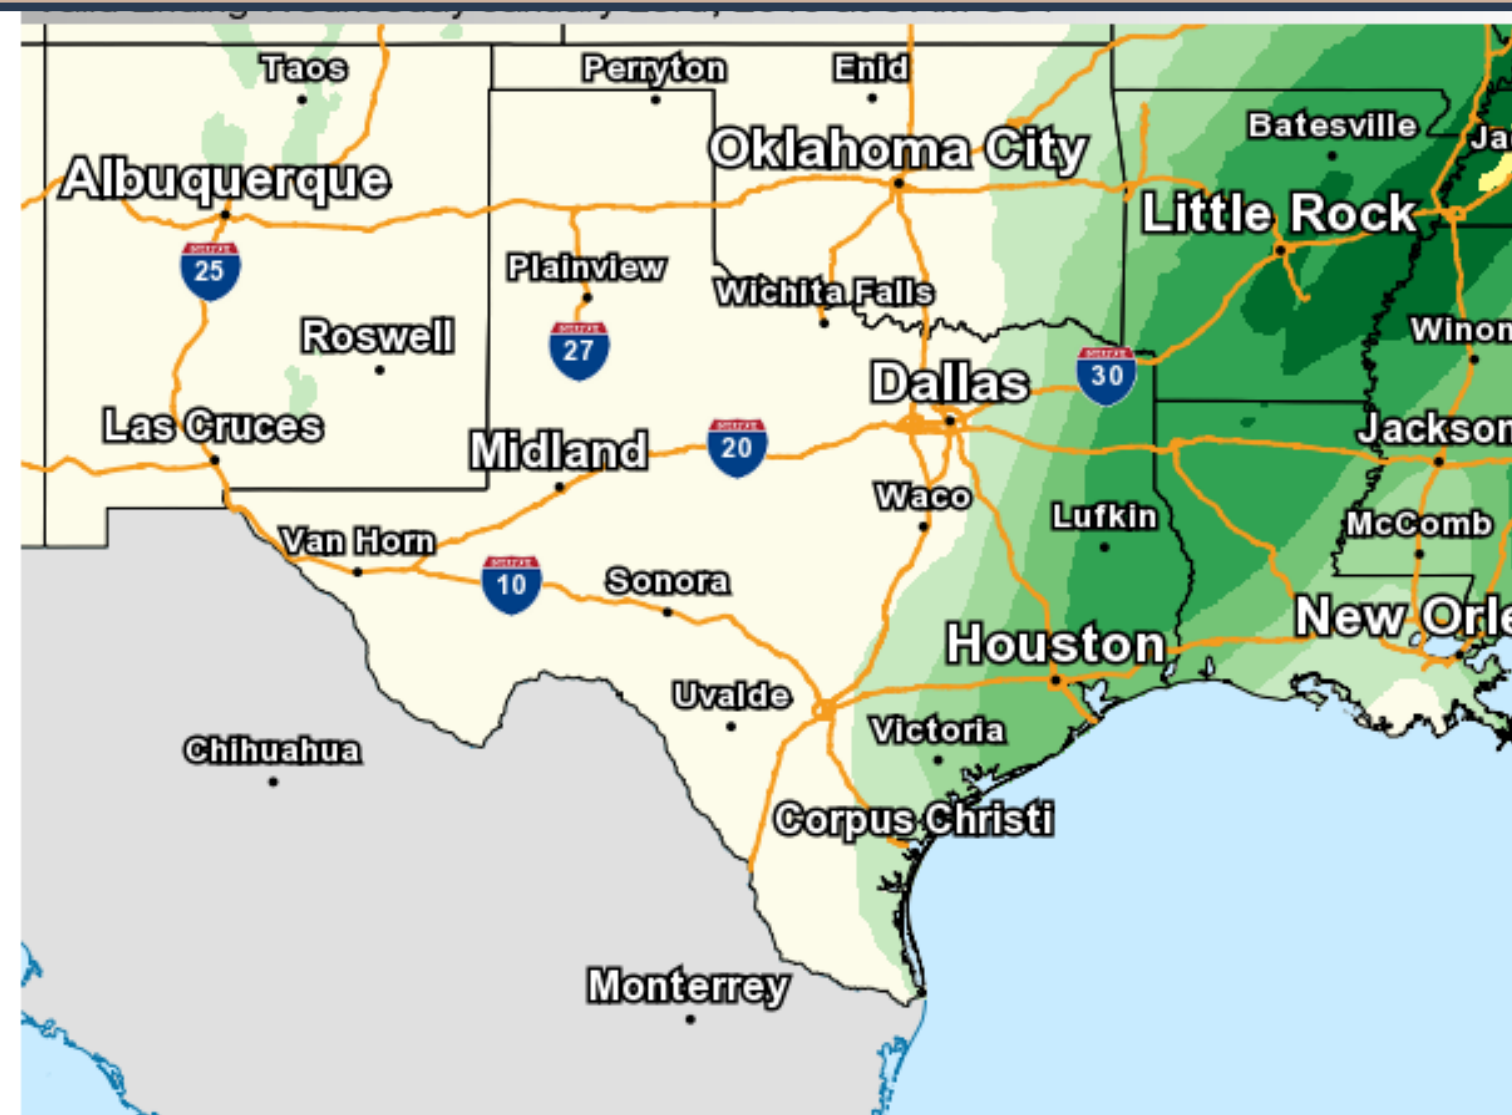 Taos
Perryton
Enid
Batesville
Oklahoma City
Albuquerque
Little Rock
25
Plainview
Wichita Falls
Roswell
27
Winon
30
Dallas
Las Cruces
Midland
20
Jackson
Waco
Lufkin
McComb
Van Horn
10
Sonora
New Orle
Houston
Uvalde
Victoria
Chihuahua
Corpus Christi
Monterrey